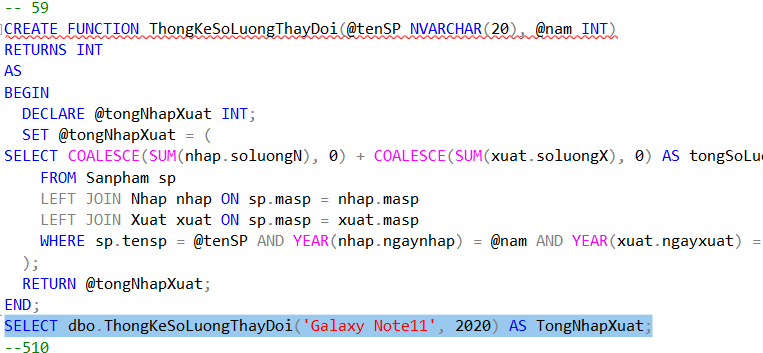 -- 59
CREATE FUNCTION ThongKeSoLuongThayDoi(@tenSP NVARCHAR(20), @nam INT)
RETURNS INT
AS
BEGIN
DECLARE @tongNhapXuat INT;
SET @tongNhapXuat = (
SELECT COALESCE(SUM(nhap.soluongN), 0) + COALESCE(SUM(xuat.soluongX), 0) AS tongSoLu
FROM Sanpham sp
LEFT JOIN Nhap nhap ON sp.masp = nhap.masp
LEFT JOIN Xuat xuat ON sp.masp = xuat.masp
WHERE sp.tensp = @tenSP AND YEAR(nhap.ngaynhap) = @nam AND YEAR(xuat.ngayxuat) =
);
RETURN @tongNhapXuat;
END;
SELECT dbo.ThongKeSoLuongThayDoi('Galaxy Note11', 2020) AS TongNhapXuat;
--510